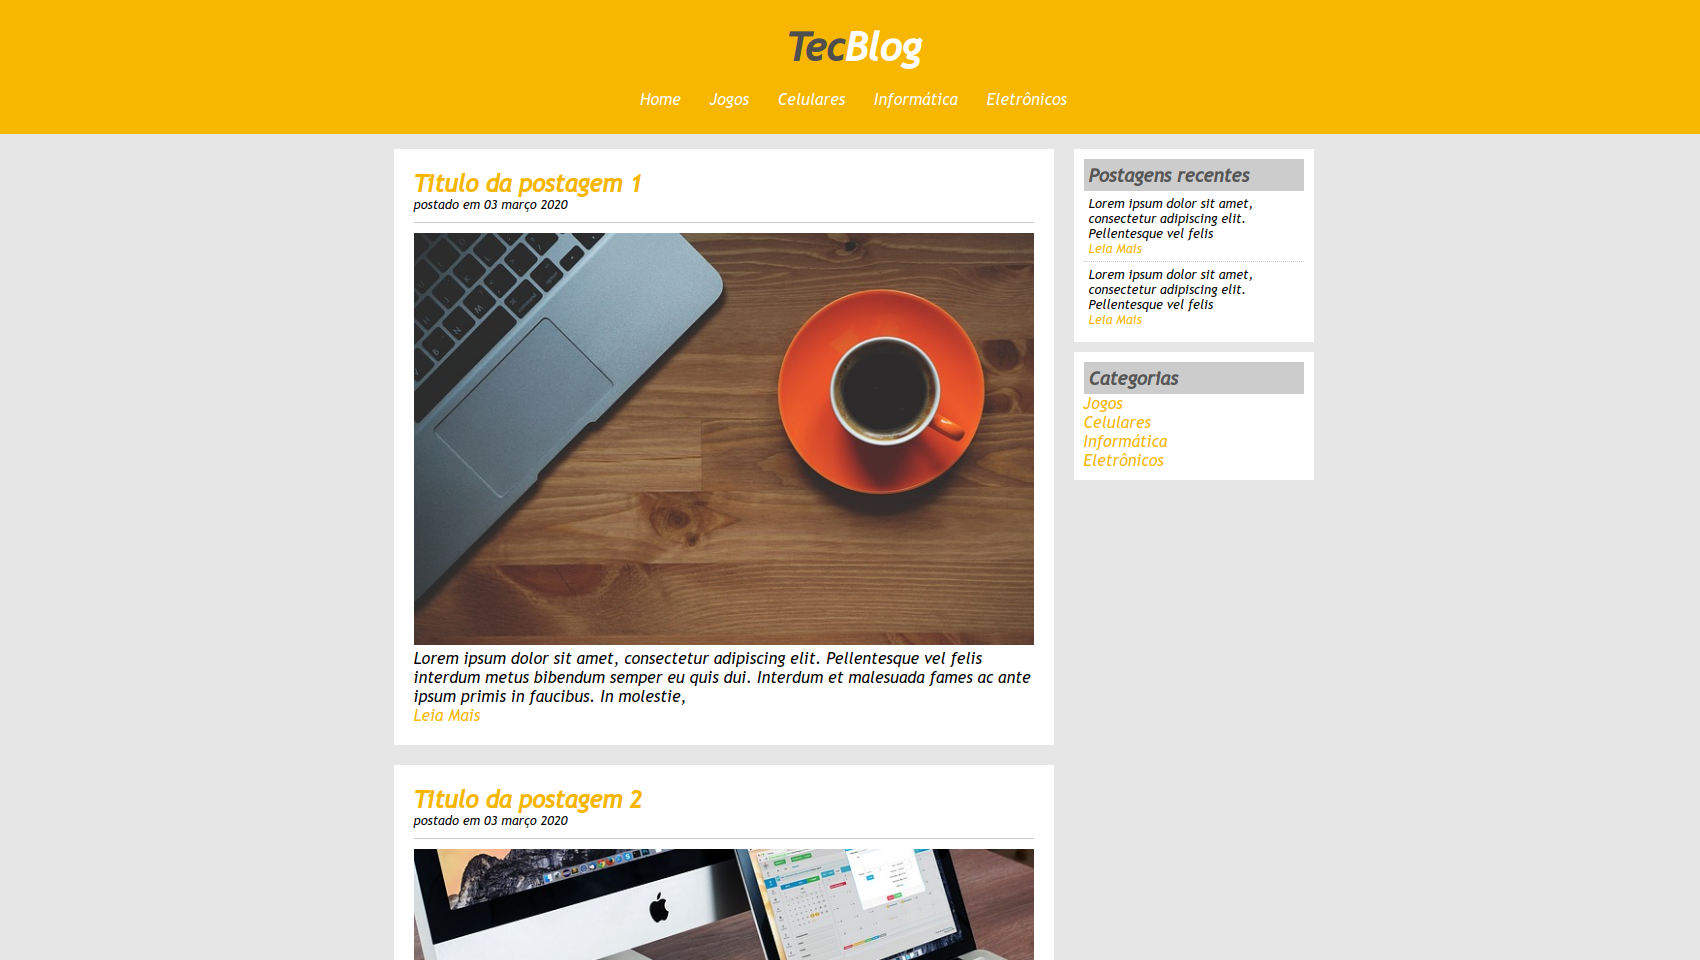 TecBlog
Home Jogos Celulares Informática Eletrônicos
Título da postagem 1
postado em 03 março 2020
Lorem ipsum dolor sit amet, consectetur adipiscing elit. Pellentesque vel felis
interdum metus bibendum semper eu quis dui. Interdum et malesuada fames ac ante
ipsum primis in faucibus. In molestie,
Leia Mais
Título da postagem 2
postado em 03 março 2020
Postagens recentes
Lorem ipsum dolor sit amet,
consectetur adipiscing elit.
Pellentesque vel felis
Leia Mais
Lorem ipsum dolor sit amet,
consectetur adipiscing elit.
Pellentesque vel felis
Leia Mais
Categorias
Jogos
Celulares
Informática
Eletrônicos